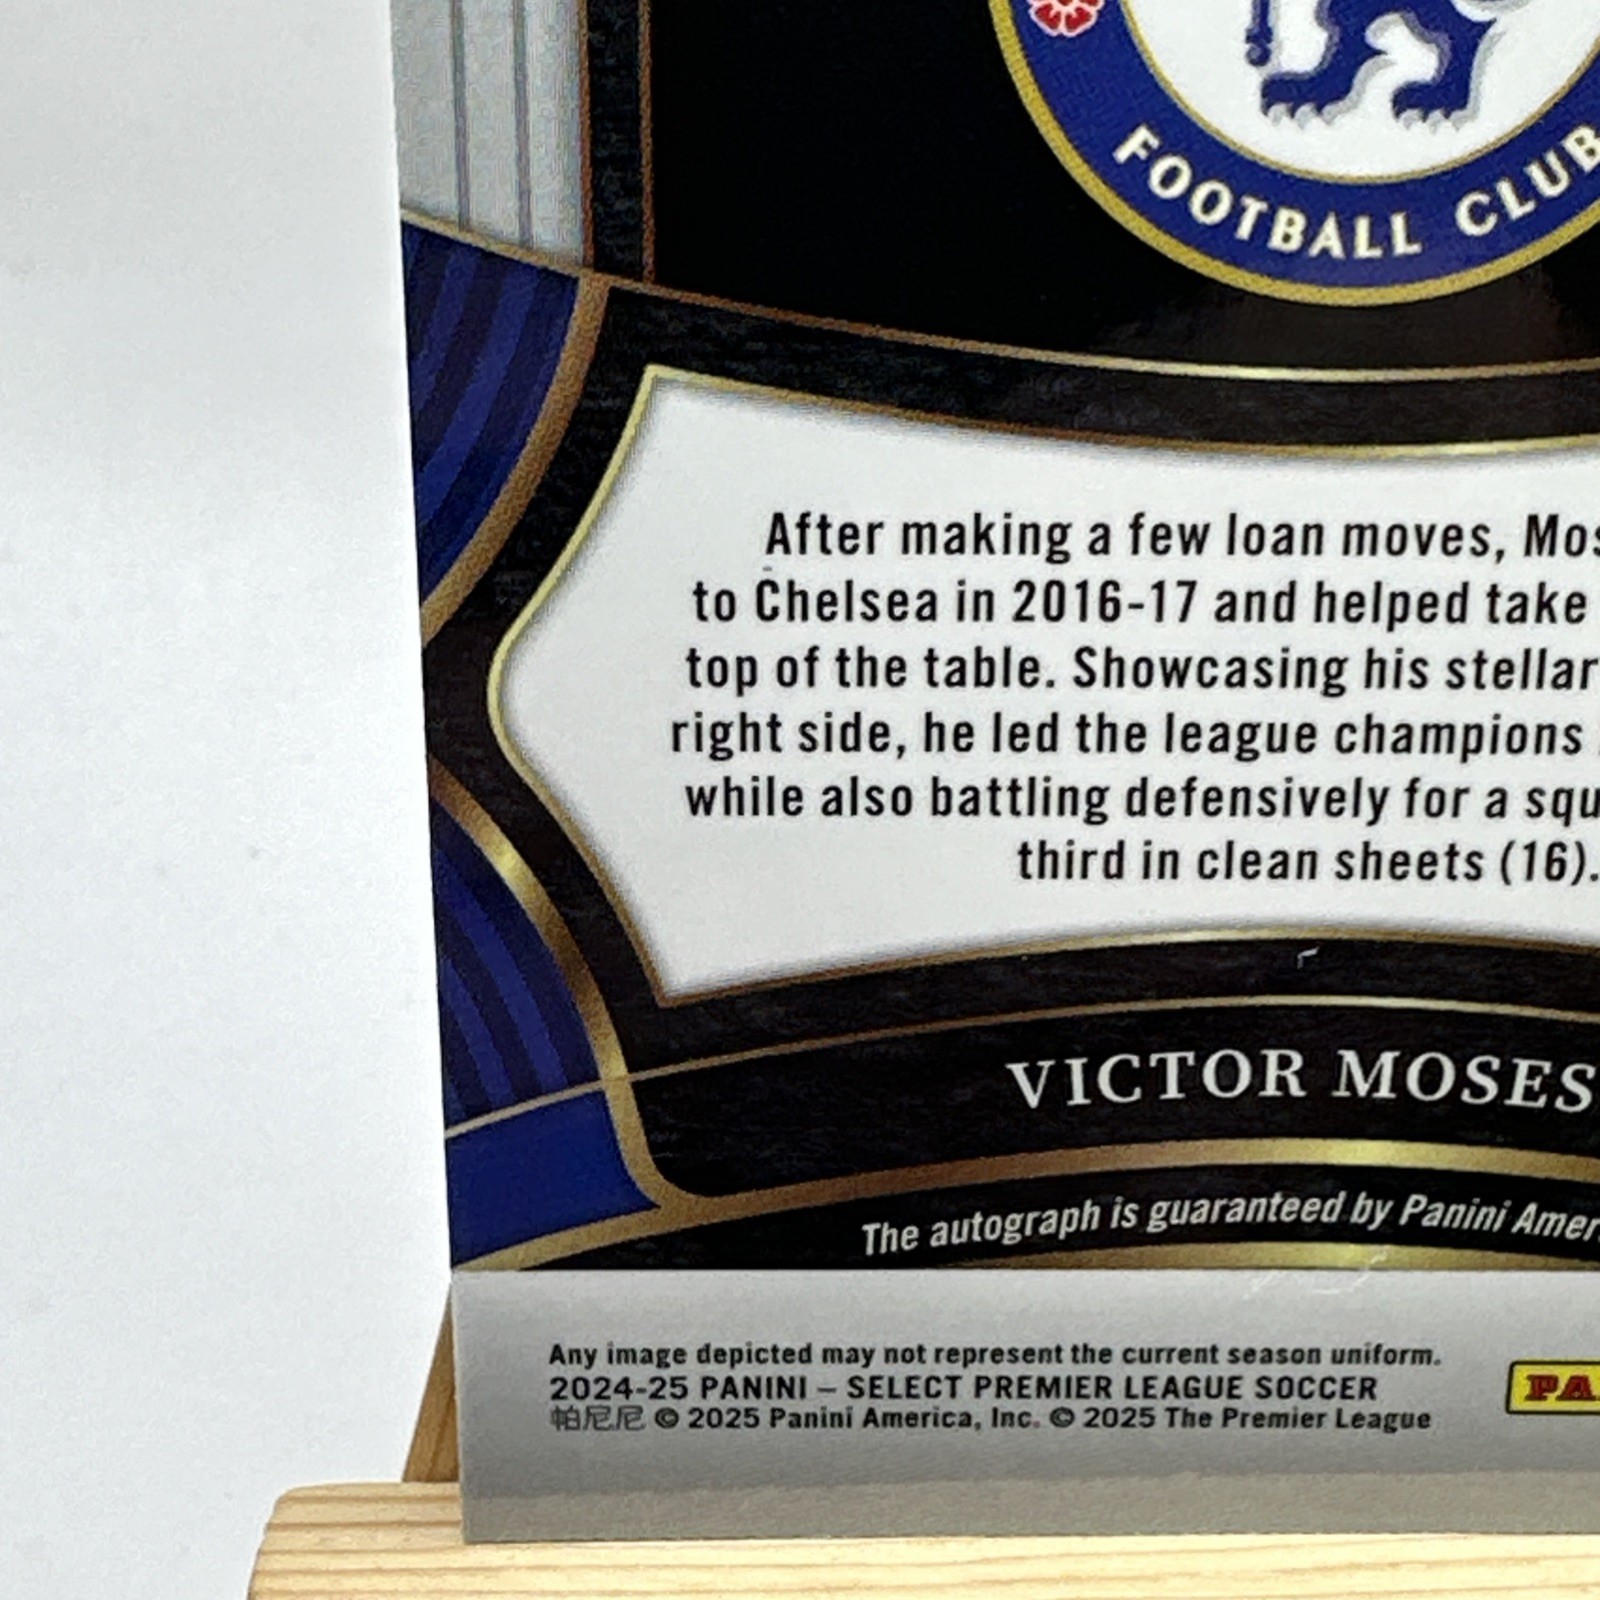 FOOTBALL CLUB
After making a few loan moves,
to Chelsea in 2016-17 and helped take
top of the table. Showcasing his stellar
right side, he led the league champions
while also battling defensively for a
third in clean sheets (16).
VICTOR MOSES
The autograph is guaranteed by Panini
Any image depicted may not represent the current season uniform.
2024-25 PANINI – SELECT PREMIER LEAGUE SOCCER
帕尼尼 © 2025 Panini America, Inc. © 2025 The Premier League